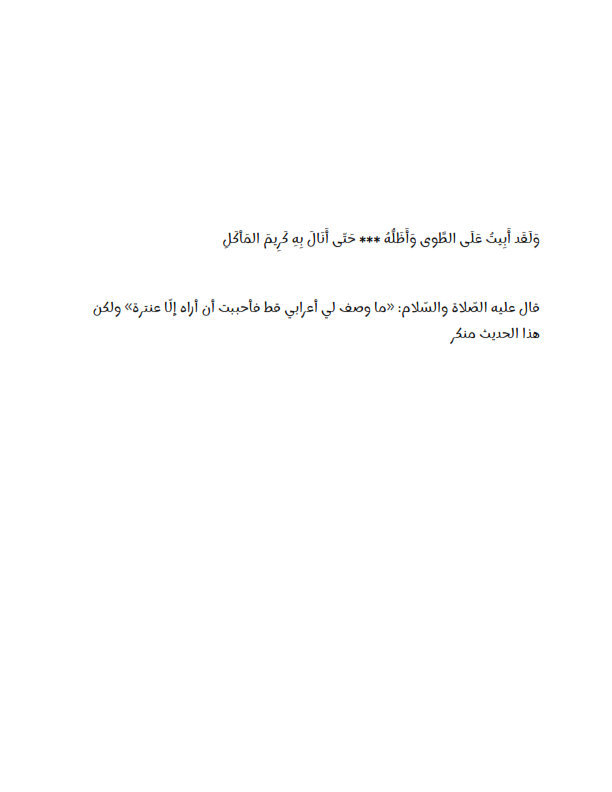 وَلَقَد أَبِيتُ عَلَى الطَّوى وَأَظَلُّهُ *** حَتّى أَنَالَ بِهِ كَرِيمَ المَأكَلِ
قال عليه الصّلاة والسّلام: «ما وصف لي أعرابي قط فأحببت أن أراه إلّا عنترة» ولكن
هذا الحديث منكر